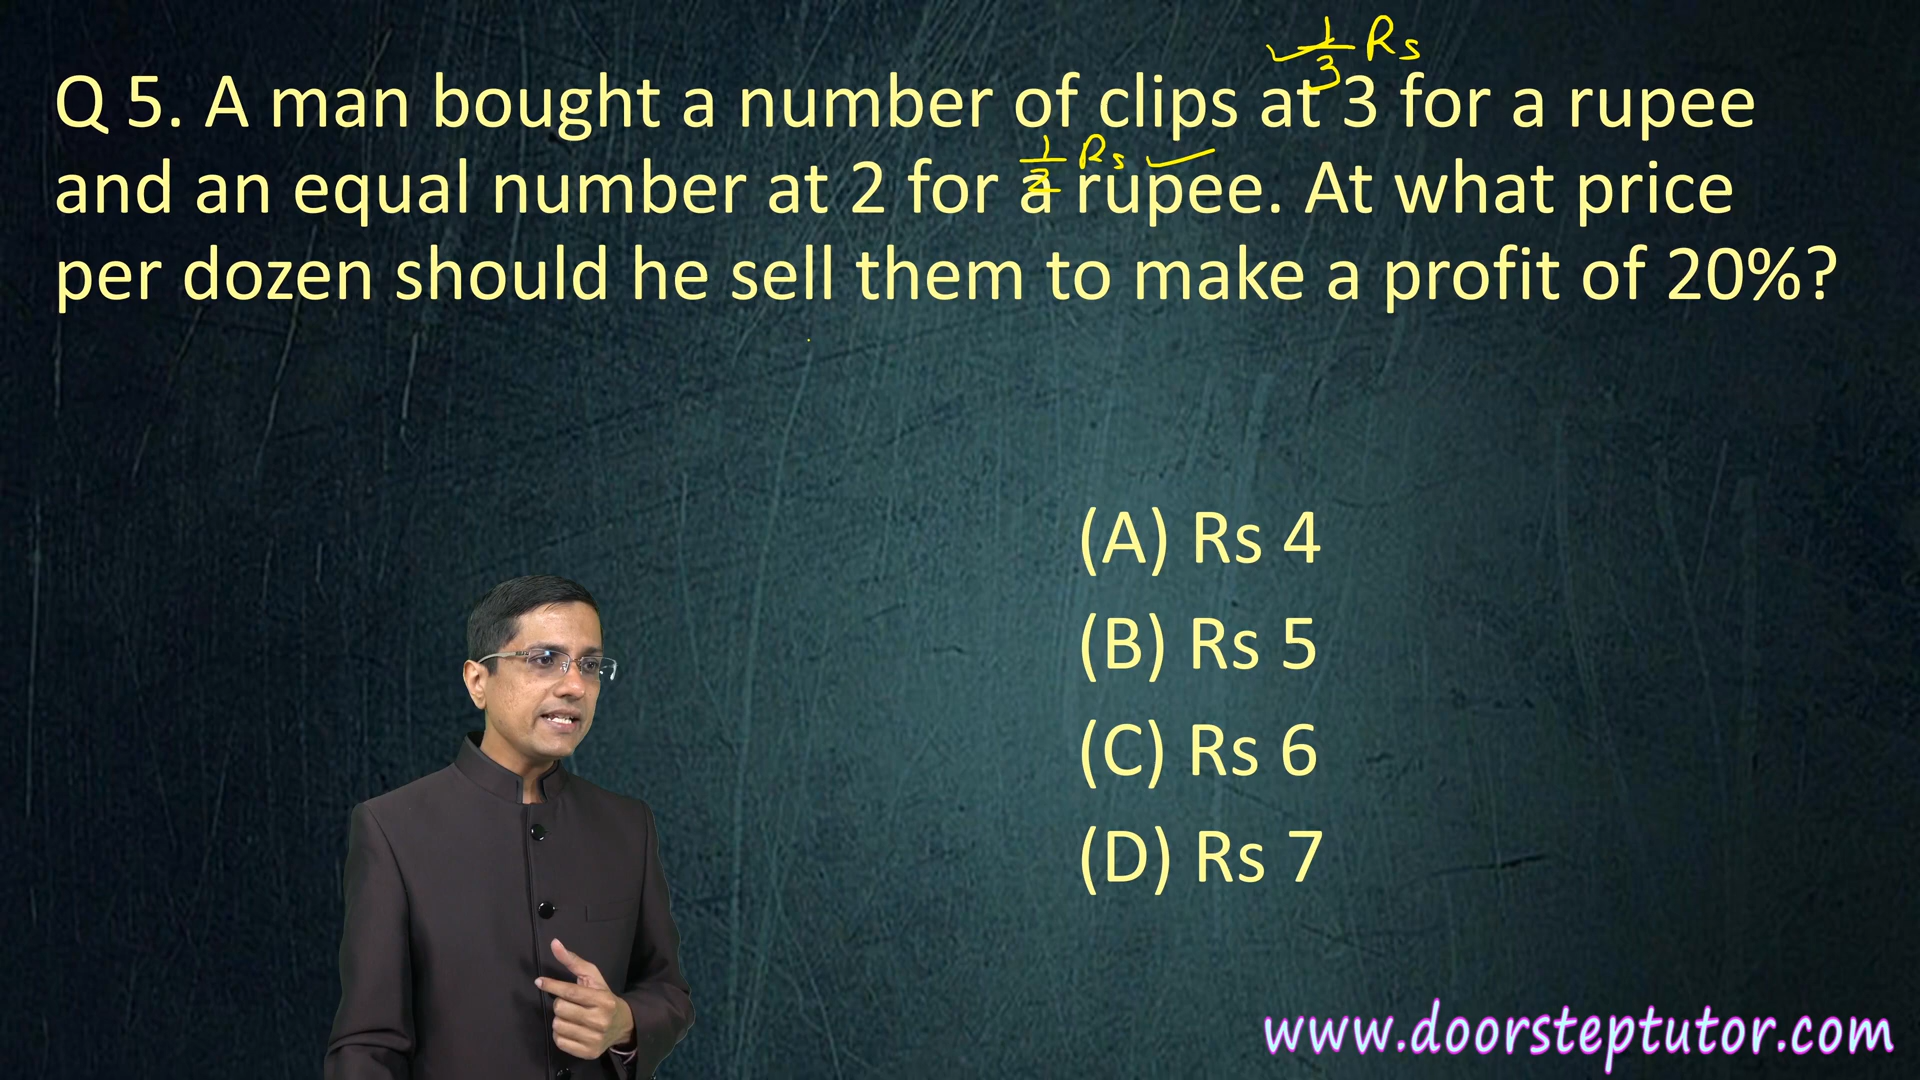 1/3 Rs
Q 5. A man bought a number of clips at 3 for a rupee
1/2 Rs
and an equal number at 2 for a rupee. At what price
per dozen should he sell them to make a profit of 20%?
(A) Rs 4
(B) Rs 5
(C) Rs 6
(D) Rs 7
www.doorsteptutor.com